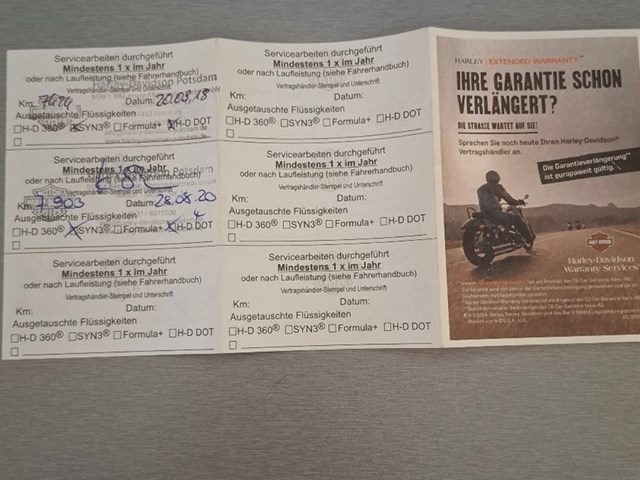 Servicearbeiten durchgeführt
Mindestens 1 x im Jahr
oder nach Laufleistung (siehe Fahrerhandbuch)
Harley-Davidson Potsdam
Vertragshändler-Stempel und Unterschrift
Km: Datum: 20.09.18
Ausgetauschte Flüssigkeiten
H-D 360® SYN3® Formula+ H-D DOT
Servicearbeiten durchgeführt
Mindestens 1 x im Jahr
oder nach Laufleistung (siehe Fahrerhandbuch)
Potsdam
Vertragshändler-Stempel und Unterschrift
Km: 7903 Datum: 28.08.20
Ausgetauschte Flüssigkeiten 4
H-D 360® SYN3® Formula+ H-D DOT
Servicearbeiten durchgeführt
Mindestens 1 x im Jahr
oder nach Laufleistung (siehe Fahrerhandbuch)
Vertragshändler-Stempel und Unterschrift
Km: Datum:
Ausgetauschte Flüssigkeiten
H-D 360® SYN3® Formula+ H-D DOT
Servicearbeiten durchgeführt
Mindestens 1 x im Jahr
oder nach Laufleistung (siehe Fahrerhandbuch)
Vertragshändler-Stempel und Unterschrift
Km: Datum:
Ausgetauschte Flüssigkeiten
H-D 360® SYN3® Formula+ H-D DOT
Servicearbeiten durchgeführt
Mindestens 1 x im Jahr
oder nach Laufleistung (siehe Fahrerhandbuch)
Vertragshändler-Stempel und Unterschrift
Km: Datum:
Ausgetauschte Flüssigkeiten
H-D 360® SYN3® Formula+ H-D DOT
Servicearbeiten durchgeführt
Mindestens 1 x im Jahr
oder nach Laufleistung (siehe Fahrerhandbuch)
Vertragshändler-Stempel und Unterschrift
Km: Datum:
Ausgetauschte Flüssigkeiten
H-D 360® SYN3® Formula+ H-D DOT
HARLEY | EXTENDED WARRANTY™
IHRE GARANTIE SCHON
VERLÄNGERT?
DIE STRASSE WARTET AUF SIE!
Sprechen Sie noch heute Ihren Harley-Davidson®
Vertragshändler an.
Die Garantieverlängerung**
ist europaweit gültig.
Harley-Davidson
Warranty Services